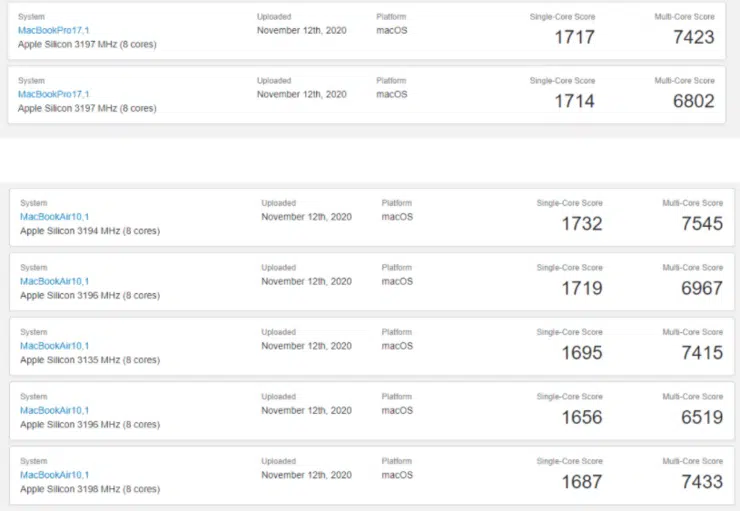 System Uploaded Platform Single-Core Score Multi-Core Score
MacBookPro17,1 November 12th, 2020 macOS 1717 7423
Apple Silicon 3197 MHz (8 cores)
System Uploaded Platform Single-Core Score Multi-Core Score
MacBookPro17,1 November 12th, 2020 macOS 1714 6802
Apple Silicon 3197 MHz (8 cores)
System Uploaded Platform Single-Core Score Multi-Core Score
MacBookAir10,1 November 12th, 2020 macOS 1732 7545
Apple Silicon 3194 MHz (8 cores)
System Uploaded Platform Single-Core Score Multi-Core Score
MacBookAir10,1 November 12th, 2020 macOS 1719 6967
Apple Silicon 3196 MHz (8 cores)
System Uploaded Platform Single-Core Score Multi-Core Score
MacBookAir10,1 November 12th, 2020 macOS 1695 7415
Apple Silicon 3135 MHz (8 cores)
System Uploaded Platform Single-Core Score Multi-Core Score
MacBookAir10,1 November 12th, 2020 macOS 1656 6519
Apple Silicon 3196 MHz (8 cores)
System Uploaded Platform Single-Core Score Multi-Core Score
MacBookAir10,1 November 12th, 2020 macOS 1687 7433
Apple Silicon 3198 MHz (8 cores)